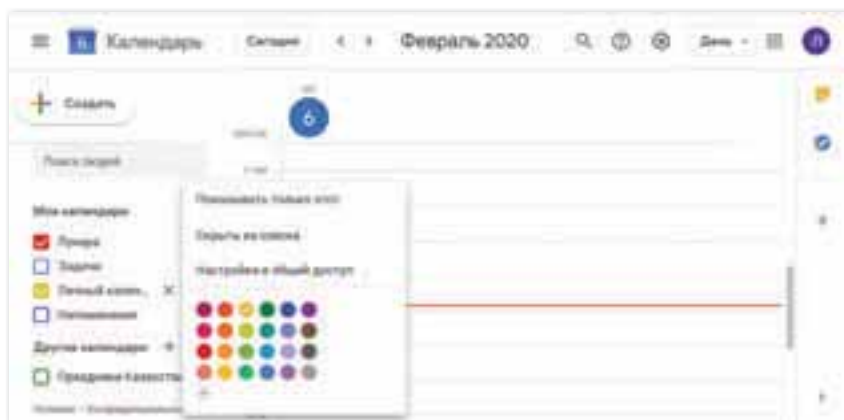 Календарь Сегодня Февраль 2020 День
Создать
6
Поиск людей
Показывать только этот
Мои календари
Скрыть из списка
Задачи
Настройки и общий доступ
Личный кален...
Напоминания
Другие календари
Праздники Казахста